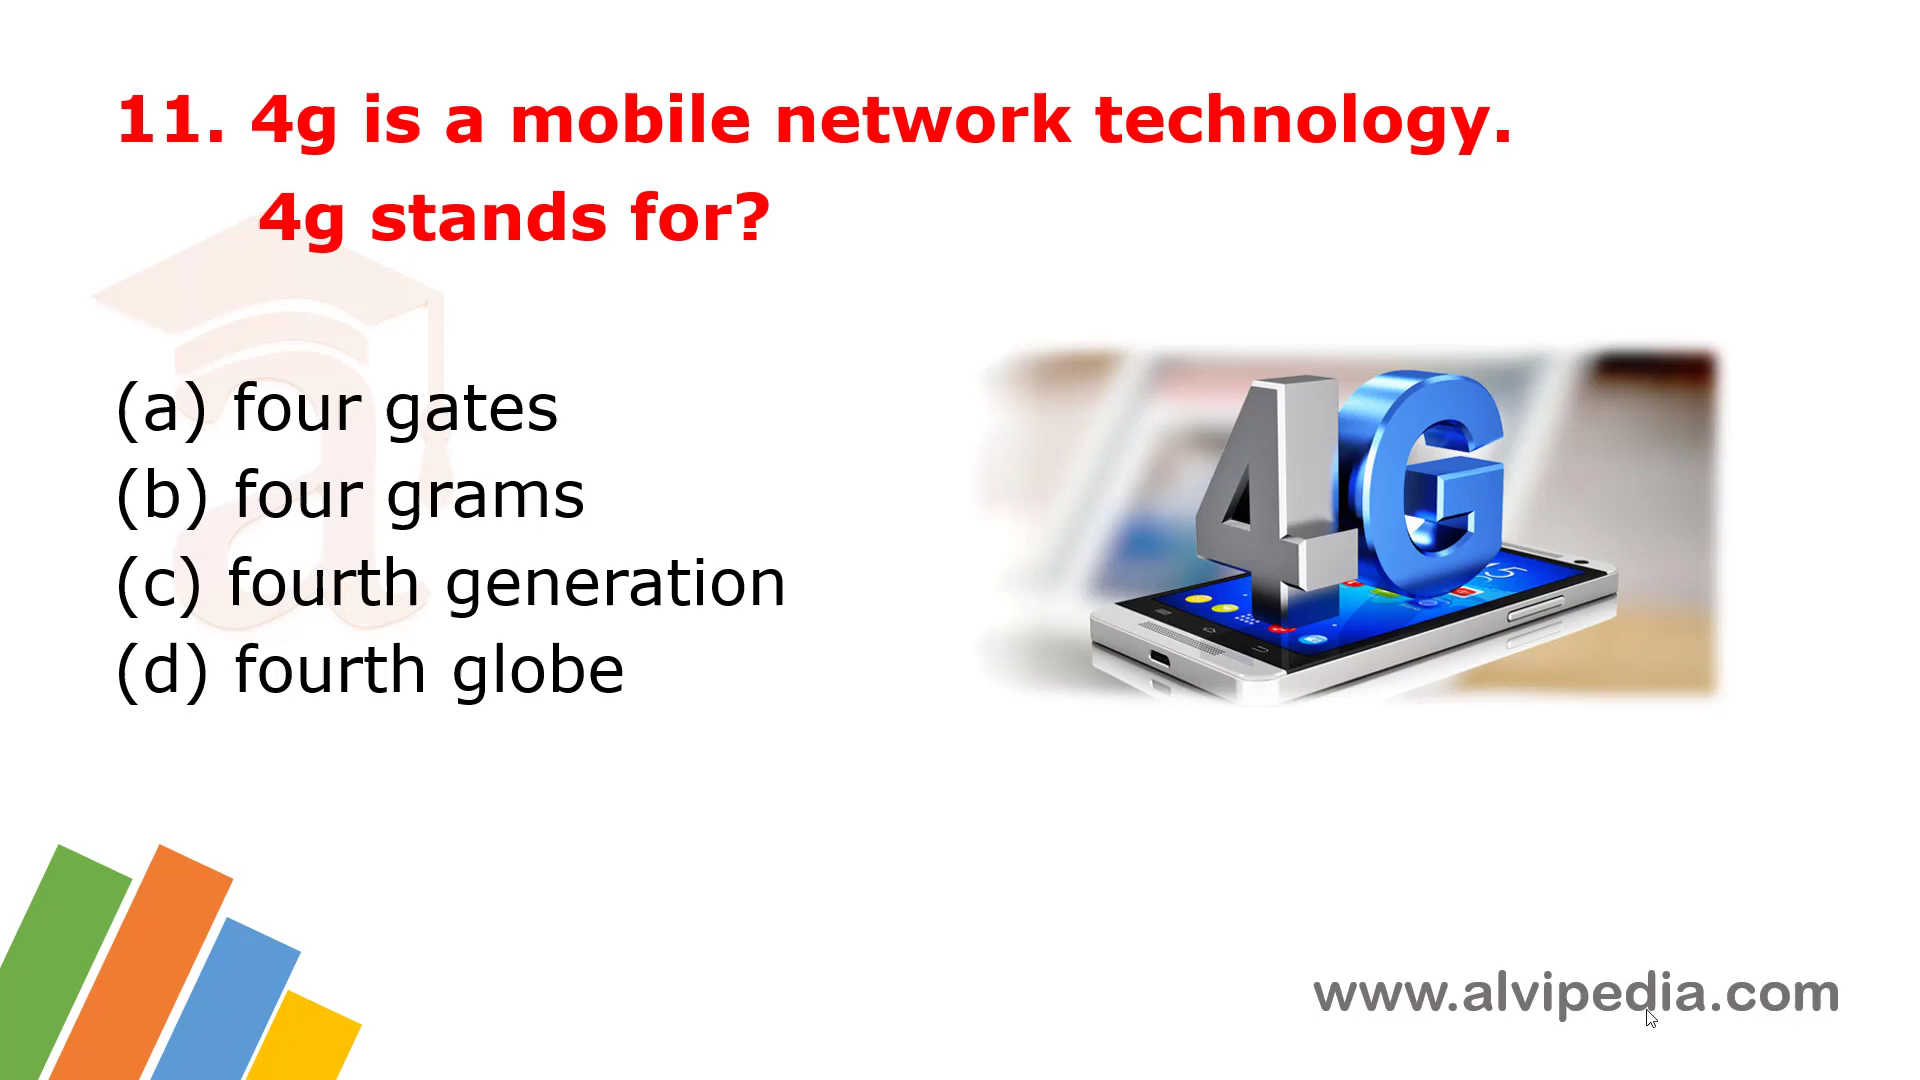 11. 4g is a mobile network technology.
4g stands for?
(a) four gates
(b) four grams
(c) fourth generation
(d) fourth globe
4G
www.alvipedia.com